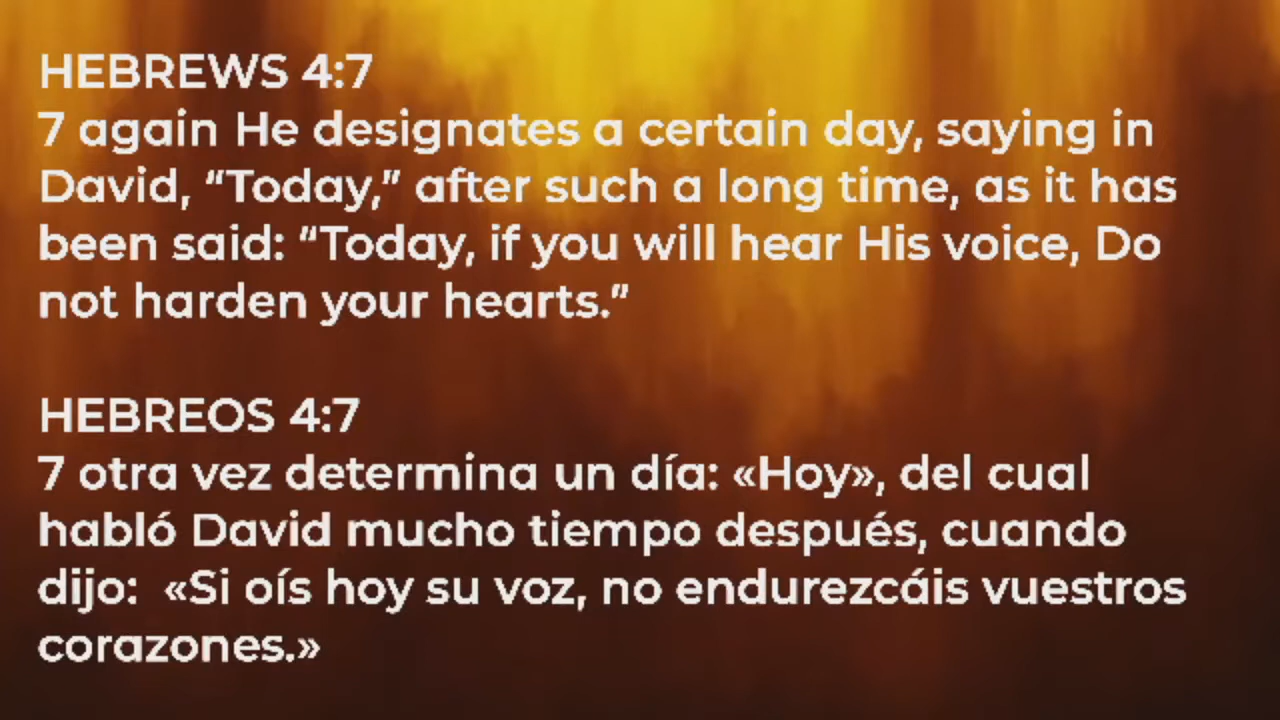 HEBREWS 4:7
7 again He designates a certain day, saying in
David, “Today,” after such a long time, as it has
been said: “Today, if you will hear His voice, Do
not harden your hearts.”
HEBREOS 4:7
7 otra vez determina un día: «Hoy», del cual
habló David mucho tiempo después, cuando
dijo:  «Si oís hoy su voz, no endurezcáis vuestros
corazones.»